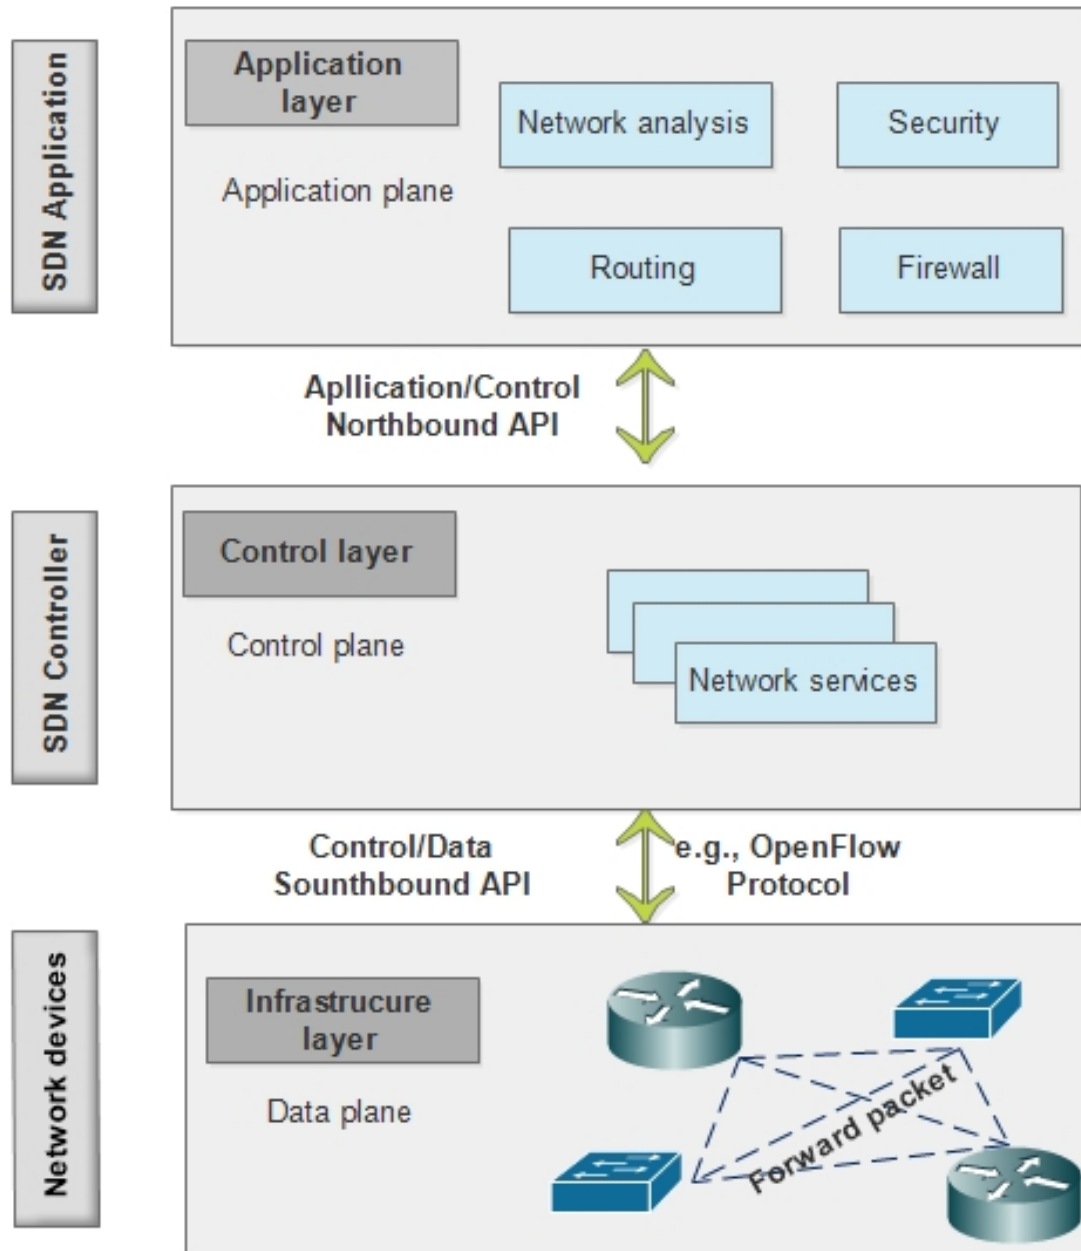 SDN Application
Application
layer
Application plane
Network analysis
Security
Routing
Firewall
Apllication/Control
Northbound API
SDN Controller
Control layer
Control plane
Network services
Control/Data
Sounthbound API
e.g., OpenFlow
Protocol
Network devices
Infrastrucure
layer
Data plane
Forward packet